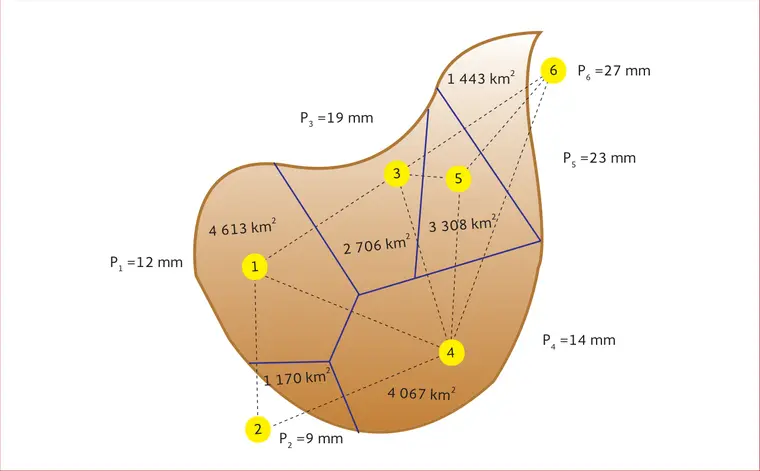 1 443 km²
6
P₆ =27 mm
P₃ =19 mm
P₅ =23 mm
3
5
4 613 km²
2 706 km²
3 308 km²
P₁ =12 mm
1
P₄ =14 mm
4
1 170 km²
4 067 km²
2
P₂ =9 mm